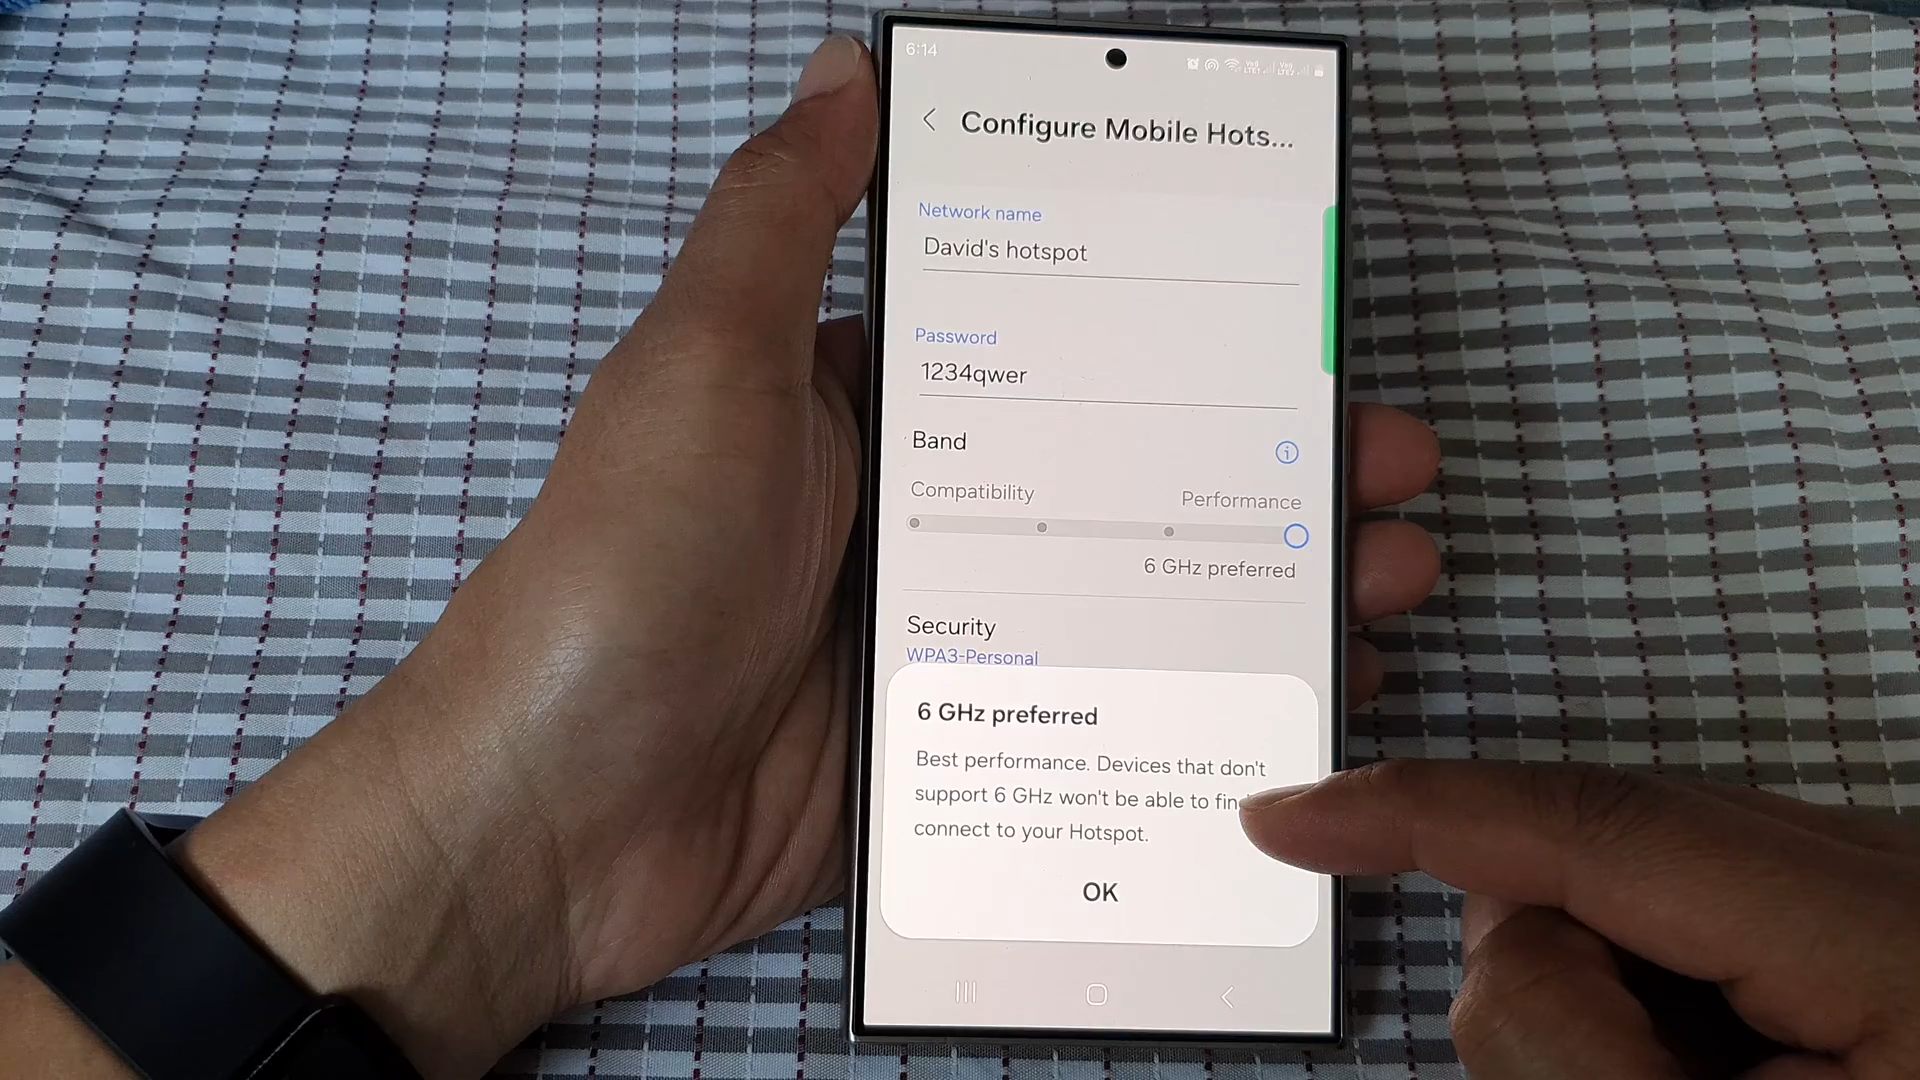 6:14
Configure Mobile Hots...
Network name
David's hotspot
Password
1234qwer
Band
Compatibility
Performance
6 GHz preferred
Security
WPA3-Personal
6 GHz preferred
Best performance. Devices that don't
support 6 GHz won't be able to
connect to your Hotspot.
OK